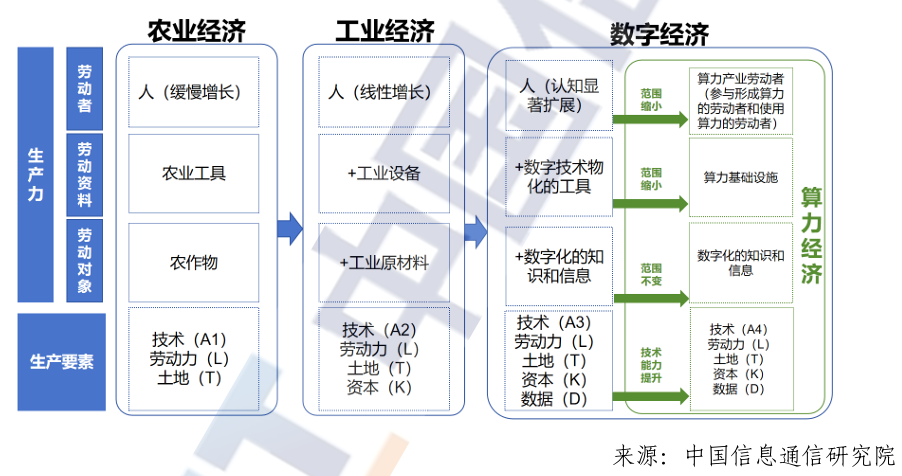 农业经济
工业经济
数字经济
生产力
劳动者
人（缓慢增长）
人（线性增长）
人（认知显
著扩展）
范围
缩小
算力产业劳动者
（参与形成算力
的劳动者和使用
算力的劳动者）
劳动资料
农业工具
+工业设备
+数字技术物
化的工具
范围
缩小
算力基础设施
算力经济
劳动对象
农作物
+工业原材料
+数字化的知
识和信息
范围
不变
数字化的知识和
信息
生产要素
技术（A1）
劳动力（L）
土地（T）
技术（A2）
劳动力（L）
土地（T）
资本（K）
技术（A3）
劳动力（L）
土地（T）
资本（K）
数据（D）
技术
能力
提升
技术（A4）
劳动力（L）
土地（T）
资本（K）
数据（D）
来源：中国信息通信研究院